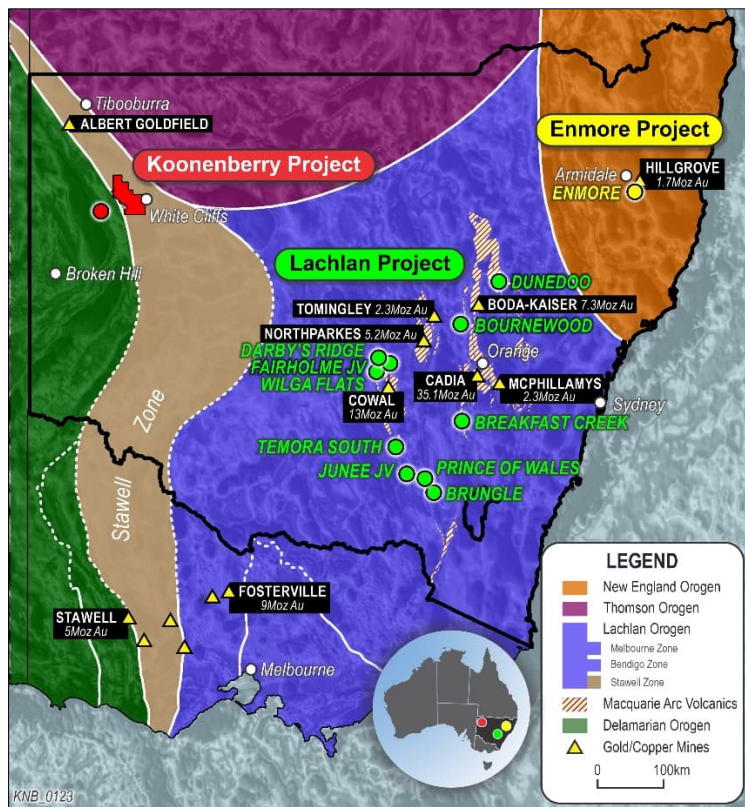 Tibooburra
ALBERT GOLDFIELD
Koonenberry Project
White Cliffs
Broken Hill
Enmore Project
Armidale
HILLGROVE
1.7Moz Au
ENMORE
Lachlan Project
DUNEDOO
TOMINGLEY 2.3Moz Au
BODA-KAISER 7.3Moz Au
NORTHPARKES
5.2Moz Au
BOURNEWOOD
DARBY'S RIDGE
FAIRHOLME JV
WILGA FLATS
Orange
COWAL
13Moz Au
CADIA
35.1Moz Au
MCPHILLAMYS
2.3Moz Au
Sydney
BREAKFAST CREEK
TEMORA SOUTH
JUNEE JV
PRINCE OF WALES
BRUNGLE
Stawell
Zone
STAWELL
5Moz Au
FOSTERVILLE
9Moz Au
Melbourne
LEGEND
New England Orogen
Thomson Orogen
Lachlan Orogen
Melbourne Zone
Bendigo Zone
Stawell Zone
Macquarie Arc Volcanics
Delamarian Orogen
Gold/Copper Mines
0 100km
KNB_0123